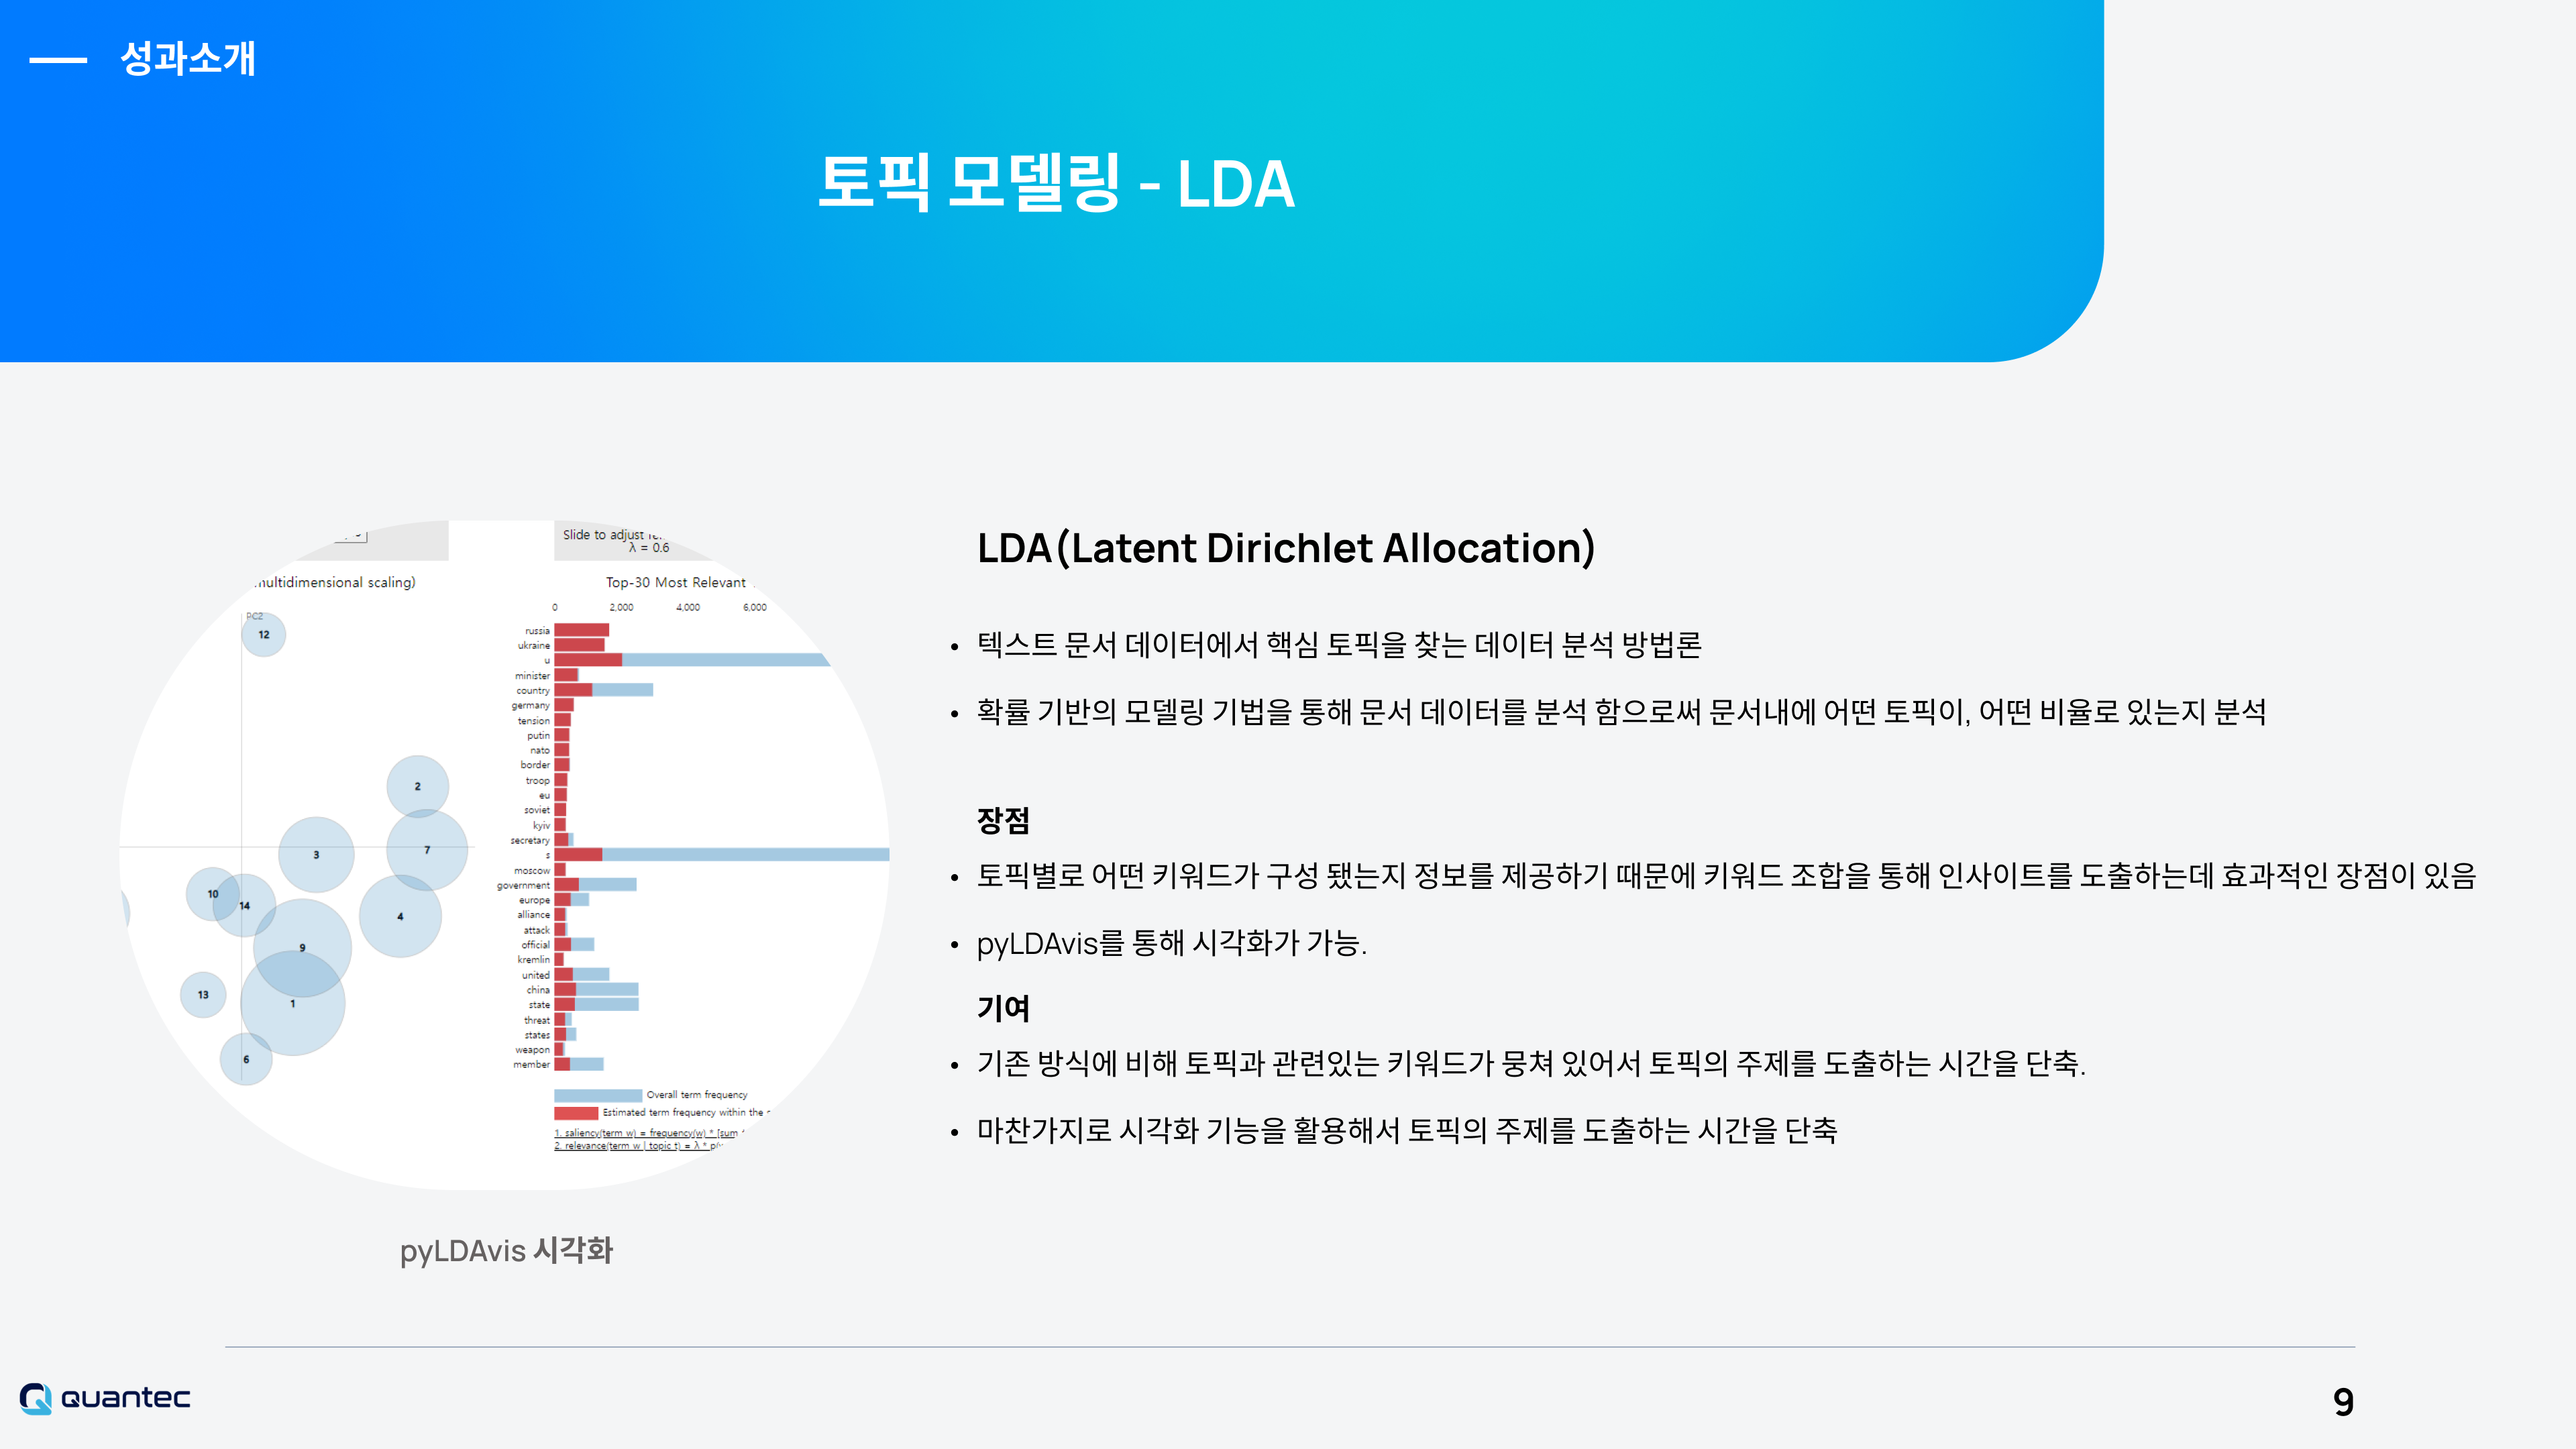 성과소개
토픽 모델링 - LDA
Slide to adjust
λ = 0.6
multidimensional scaling)
Top-30 Most Relevant
PC2
0 2,000 4,000 6,000
12
2
3
7
10
14
4
9
13
1
6
russia
ukraine
u
minister
country
germany
tension
putin
nato
border
troop
eu
soviet
kyiv
secretary
s
moscow
government
europe
alliance
attack
official
kremlin
united
china
state
threat
states
weapon
member
Overall term frequency
Estimated term frequency within the
1. saliency(term w) = frequency(w) * [sum
2. relevance(term w | topic t) = λ *
pyLDAvis 시각화
LDA(Latent Dirichlet Allocation)
• 텍스트 문서 데이터에서 핵심 토픽을 찾는 데이터 분석 방법론
• 확률 기반의 모델링 기법을 통해 문서 데이터를 분석 함으로써 문서내에 어떤 토픽이, 어떤 비율로 있는지 분석
장점
• 토픽별로 어떤 키워드가 구성 됐는지 정보를 제공하기 때문에 키워드 조합을 통해 인사이트를 도출하는데 효과적인 장점이 있음
• pyLDAvis를 통해 시각화가 가능.
기여
• 기존 방식에 비해 토픽과 관련있는 키워드가 뭉쳐 있어서 토픽의 주제를 도출하는 시간을 단축.
• 마찬가지로 시각화 기능을 활용해서 토픽의 주제를 도출하는 시간을 단축
QUANTEC
9